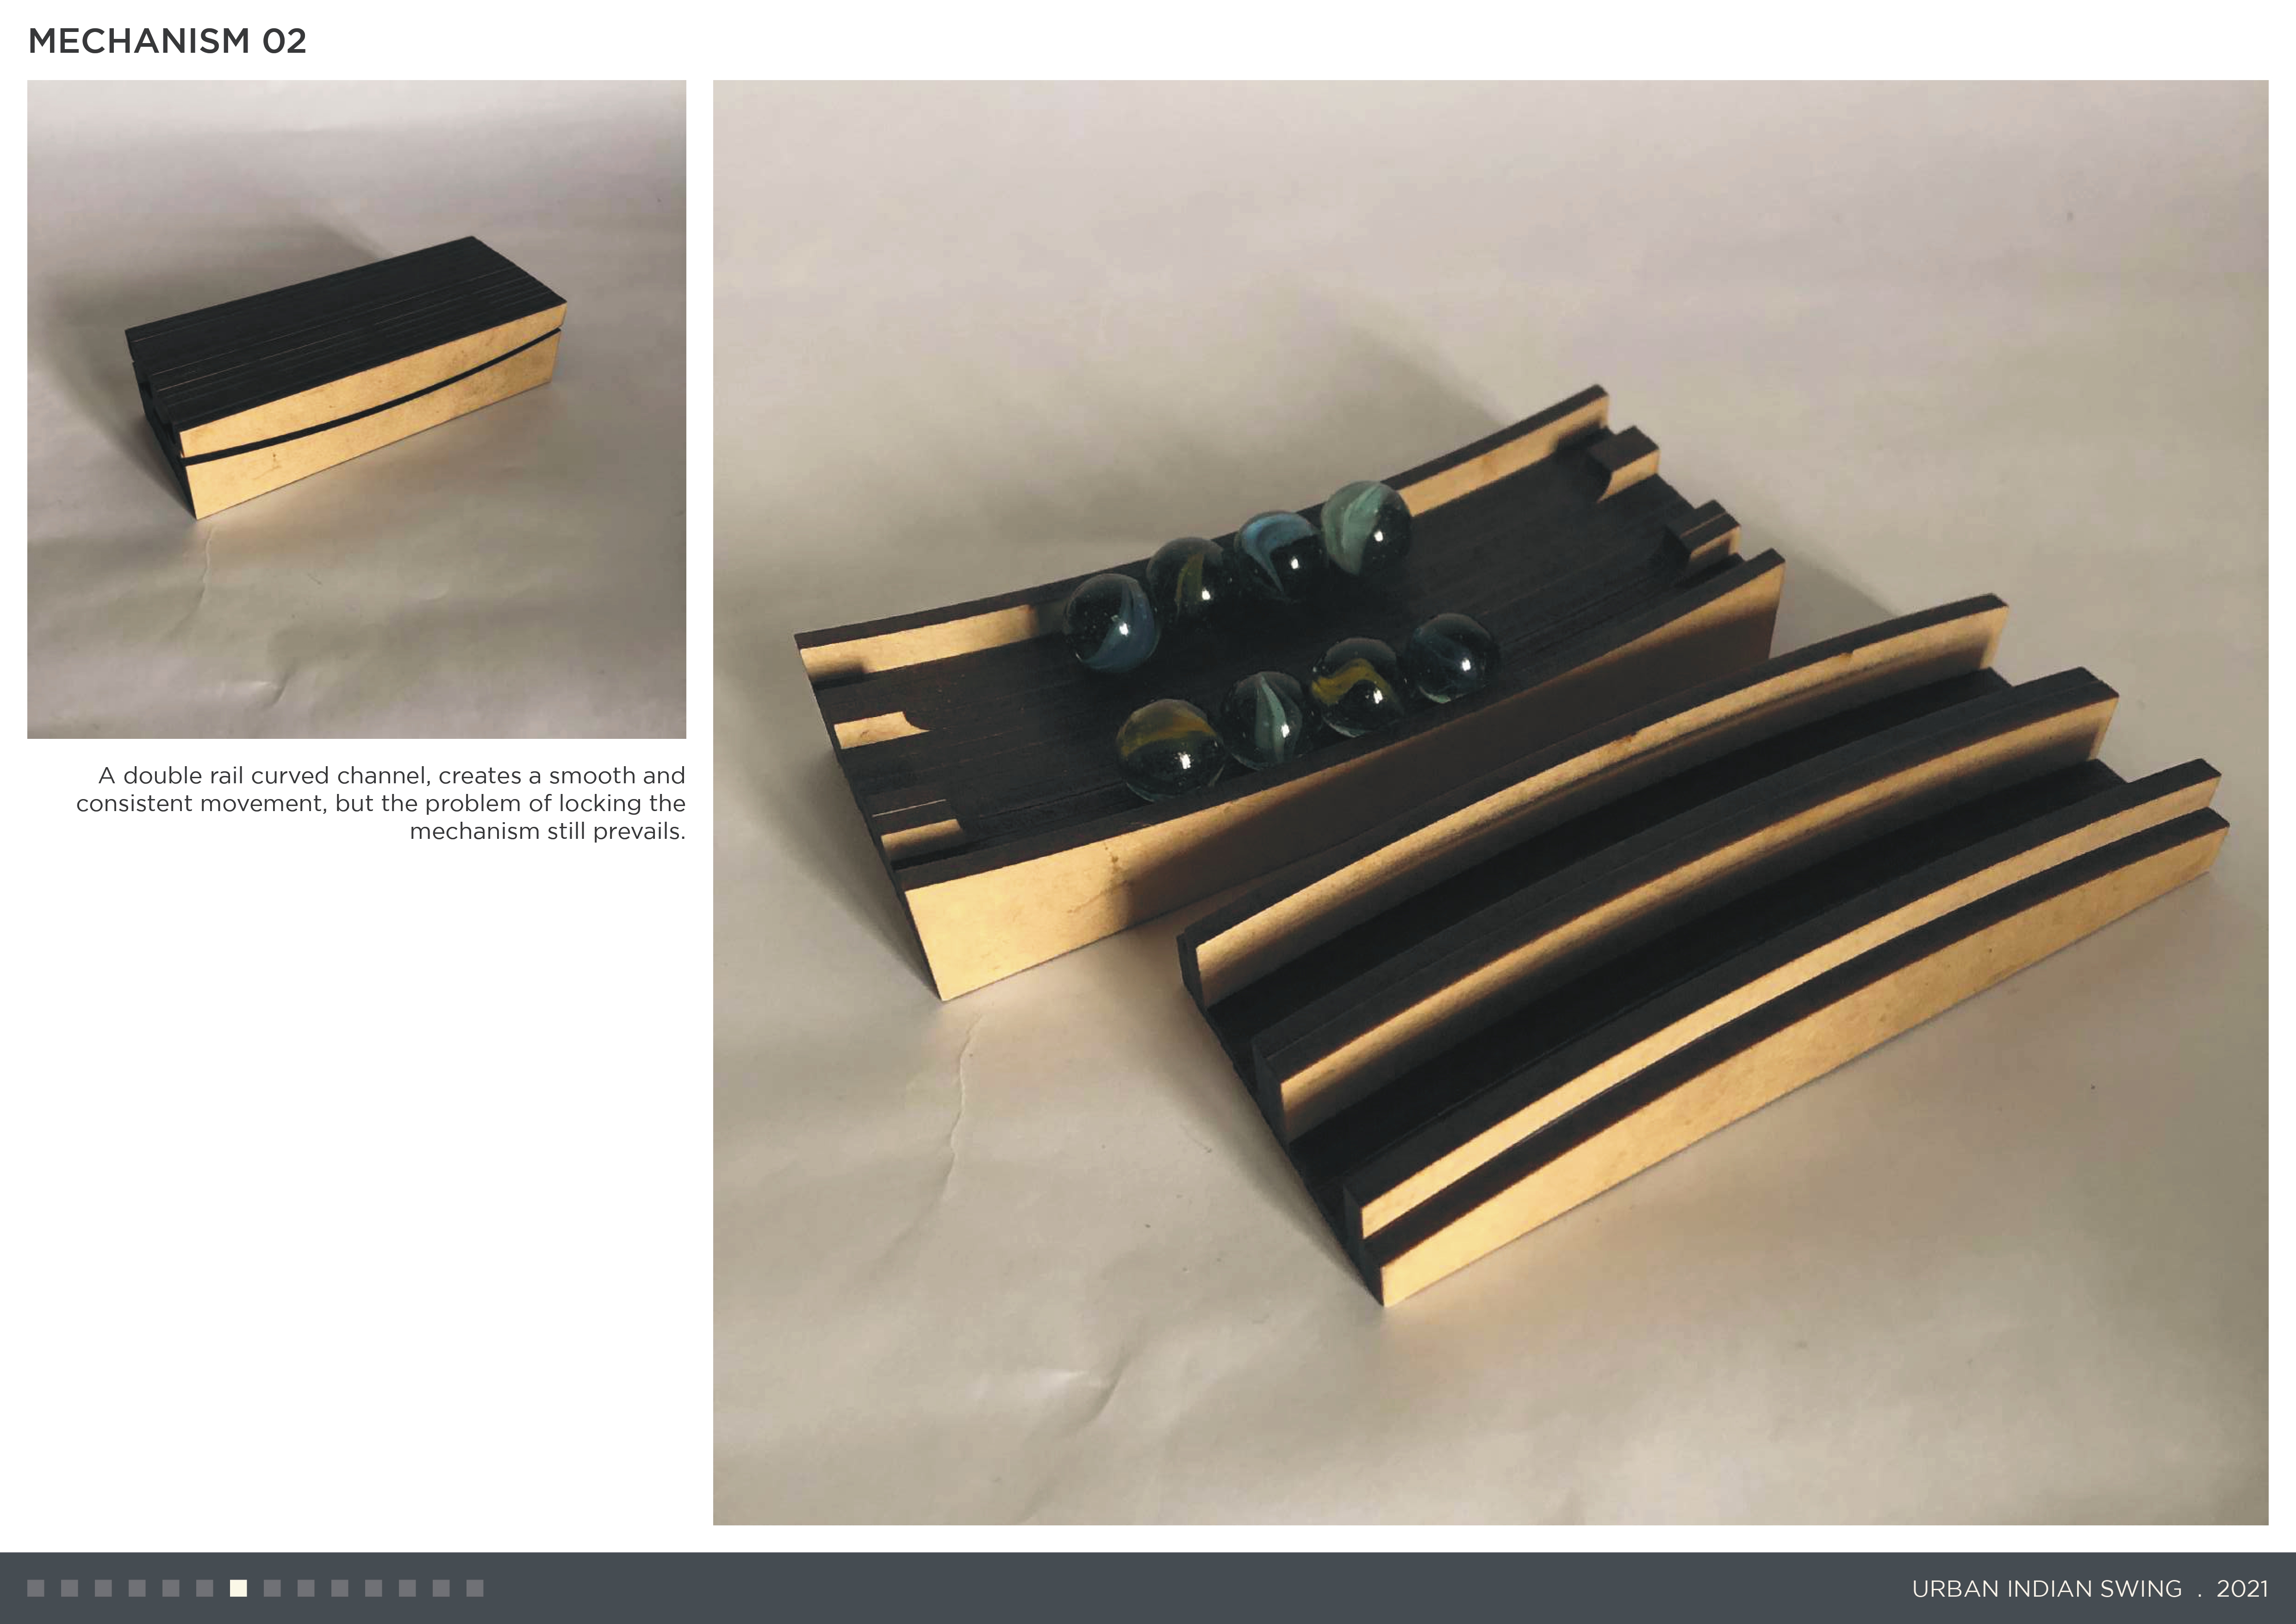 MECHANISM 02
A double rail curved channel, creates a smooth and
consistent movement, but the problem of locking the
mechanism still prevails.
URBAN INDIAN SWING . 2021